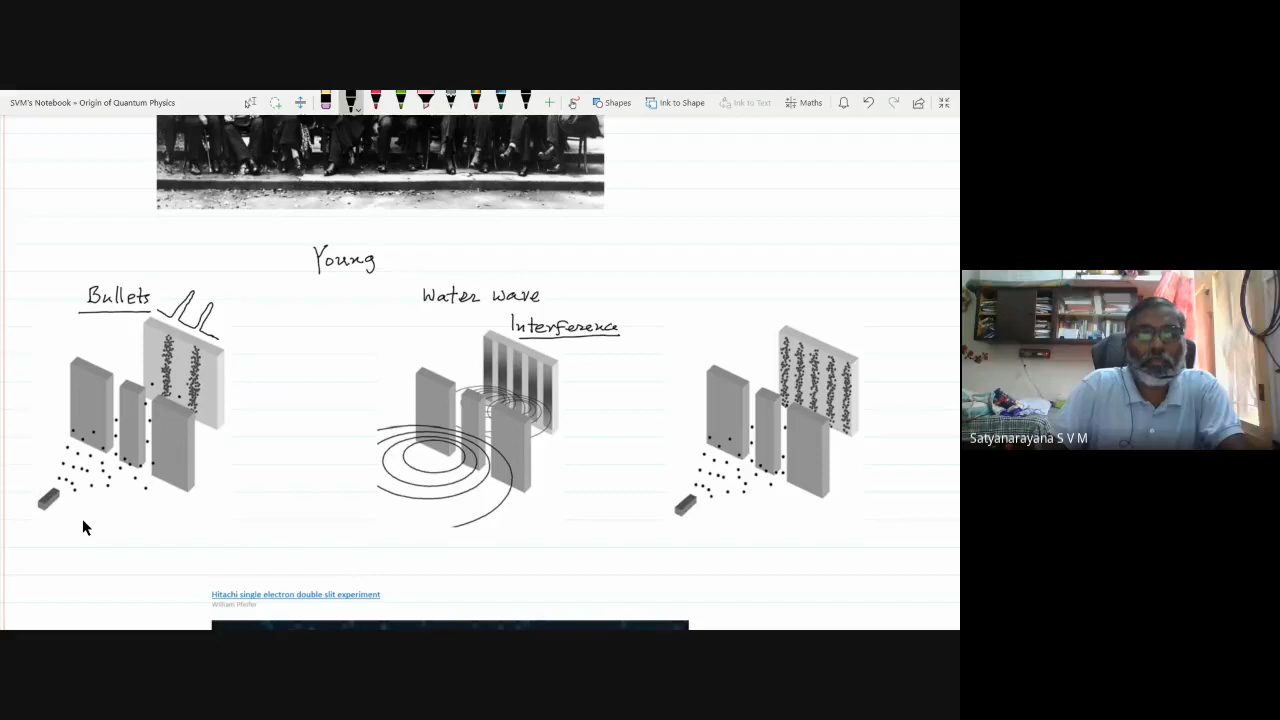 SVM's Notebook » Origin of Quantum Physics
Shapes
Ink to Shape
Ink to Text
Maths
Young
Bullets
Water wave
Interference
Hitachi single electron double slit experiment
William Pfeifer
Satyanarayana S V M